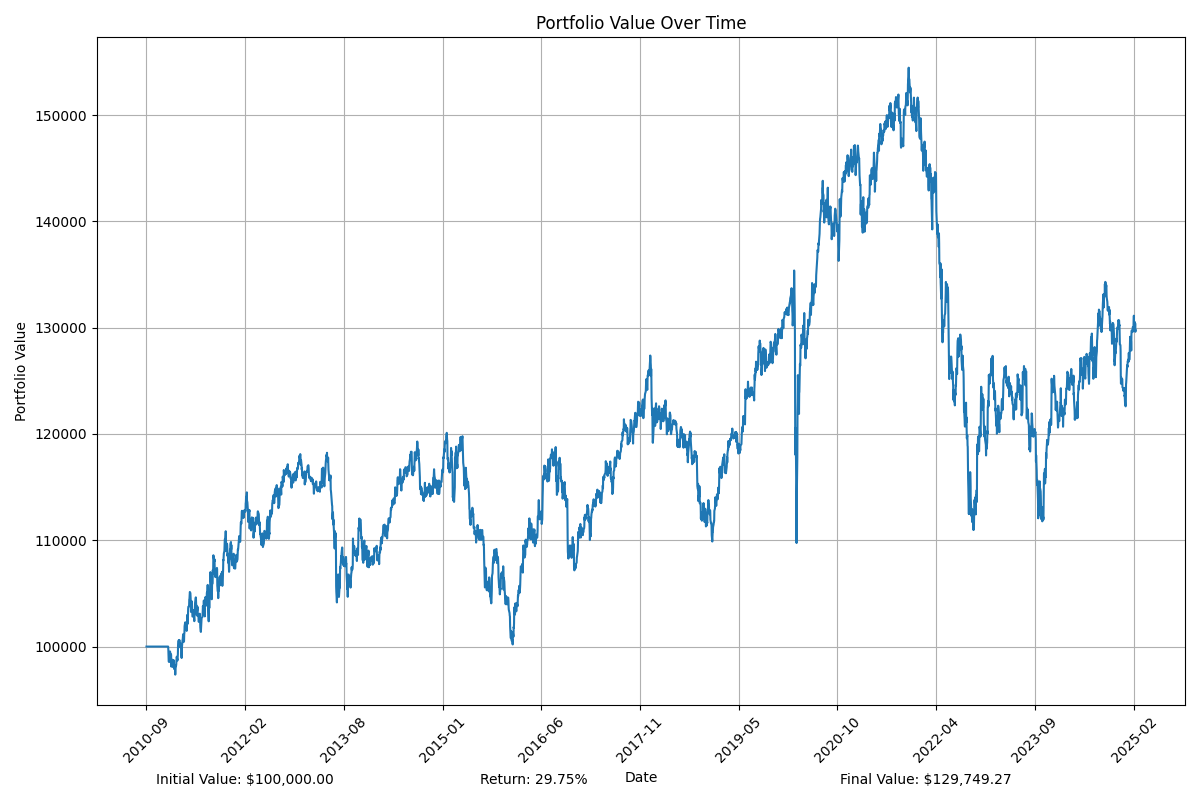 Portfolio Value Over Time
Portfolio Value
150000
140000
130000
120000
110000
100000
2010-09
2012-02
2013-08
2015-01
2016-06
2017-11
2019-05
2020-10
2022-04
2023-09
2025-02
Date
Initial Value: $100,000.00
Return: 29.75%
Final Value: $129,749.27